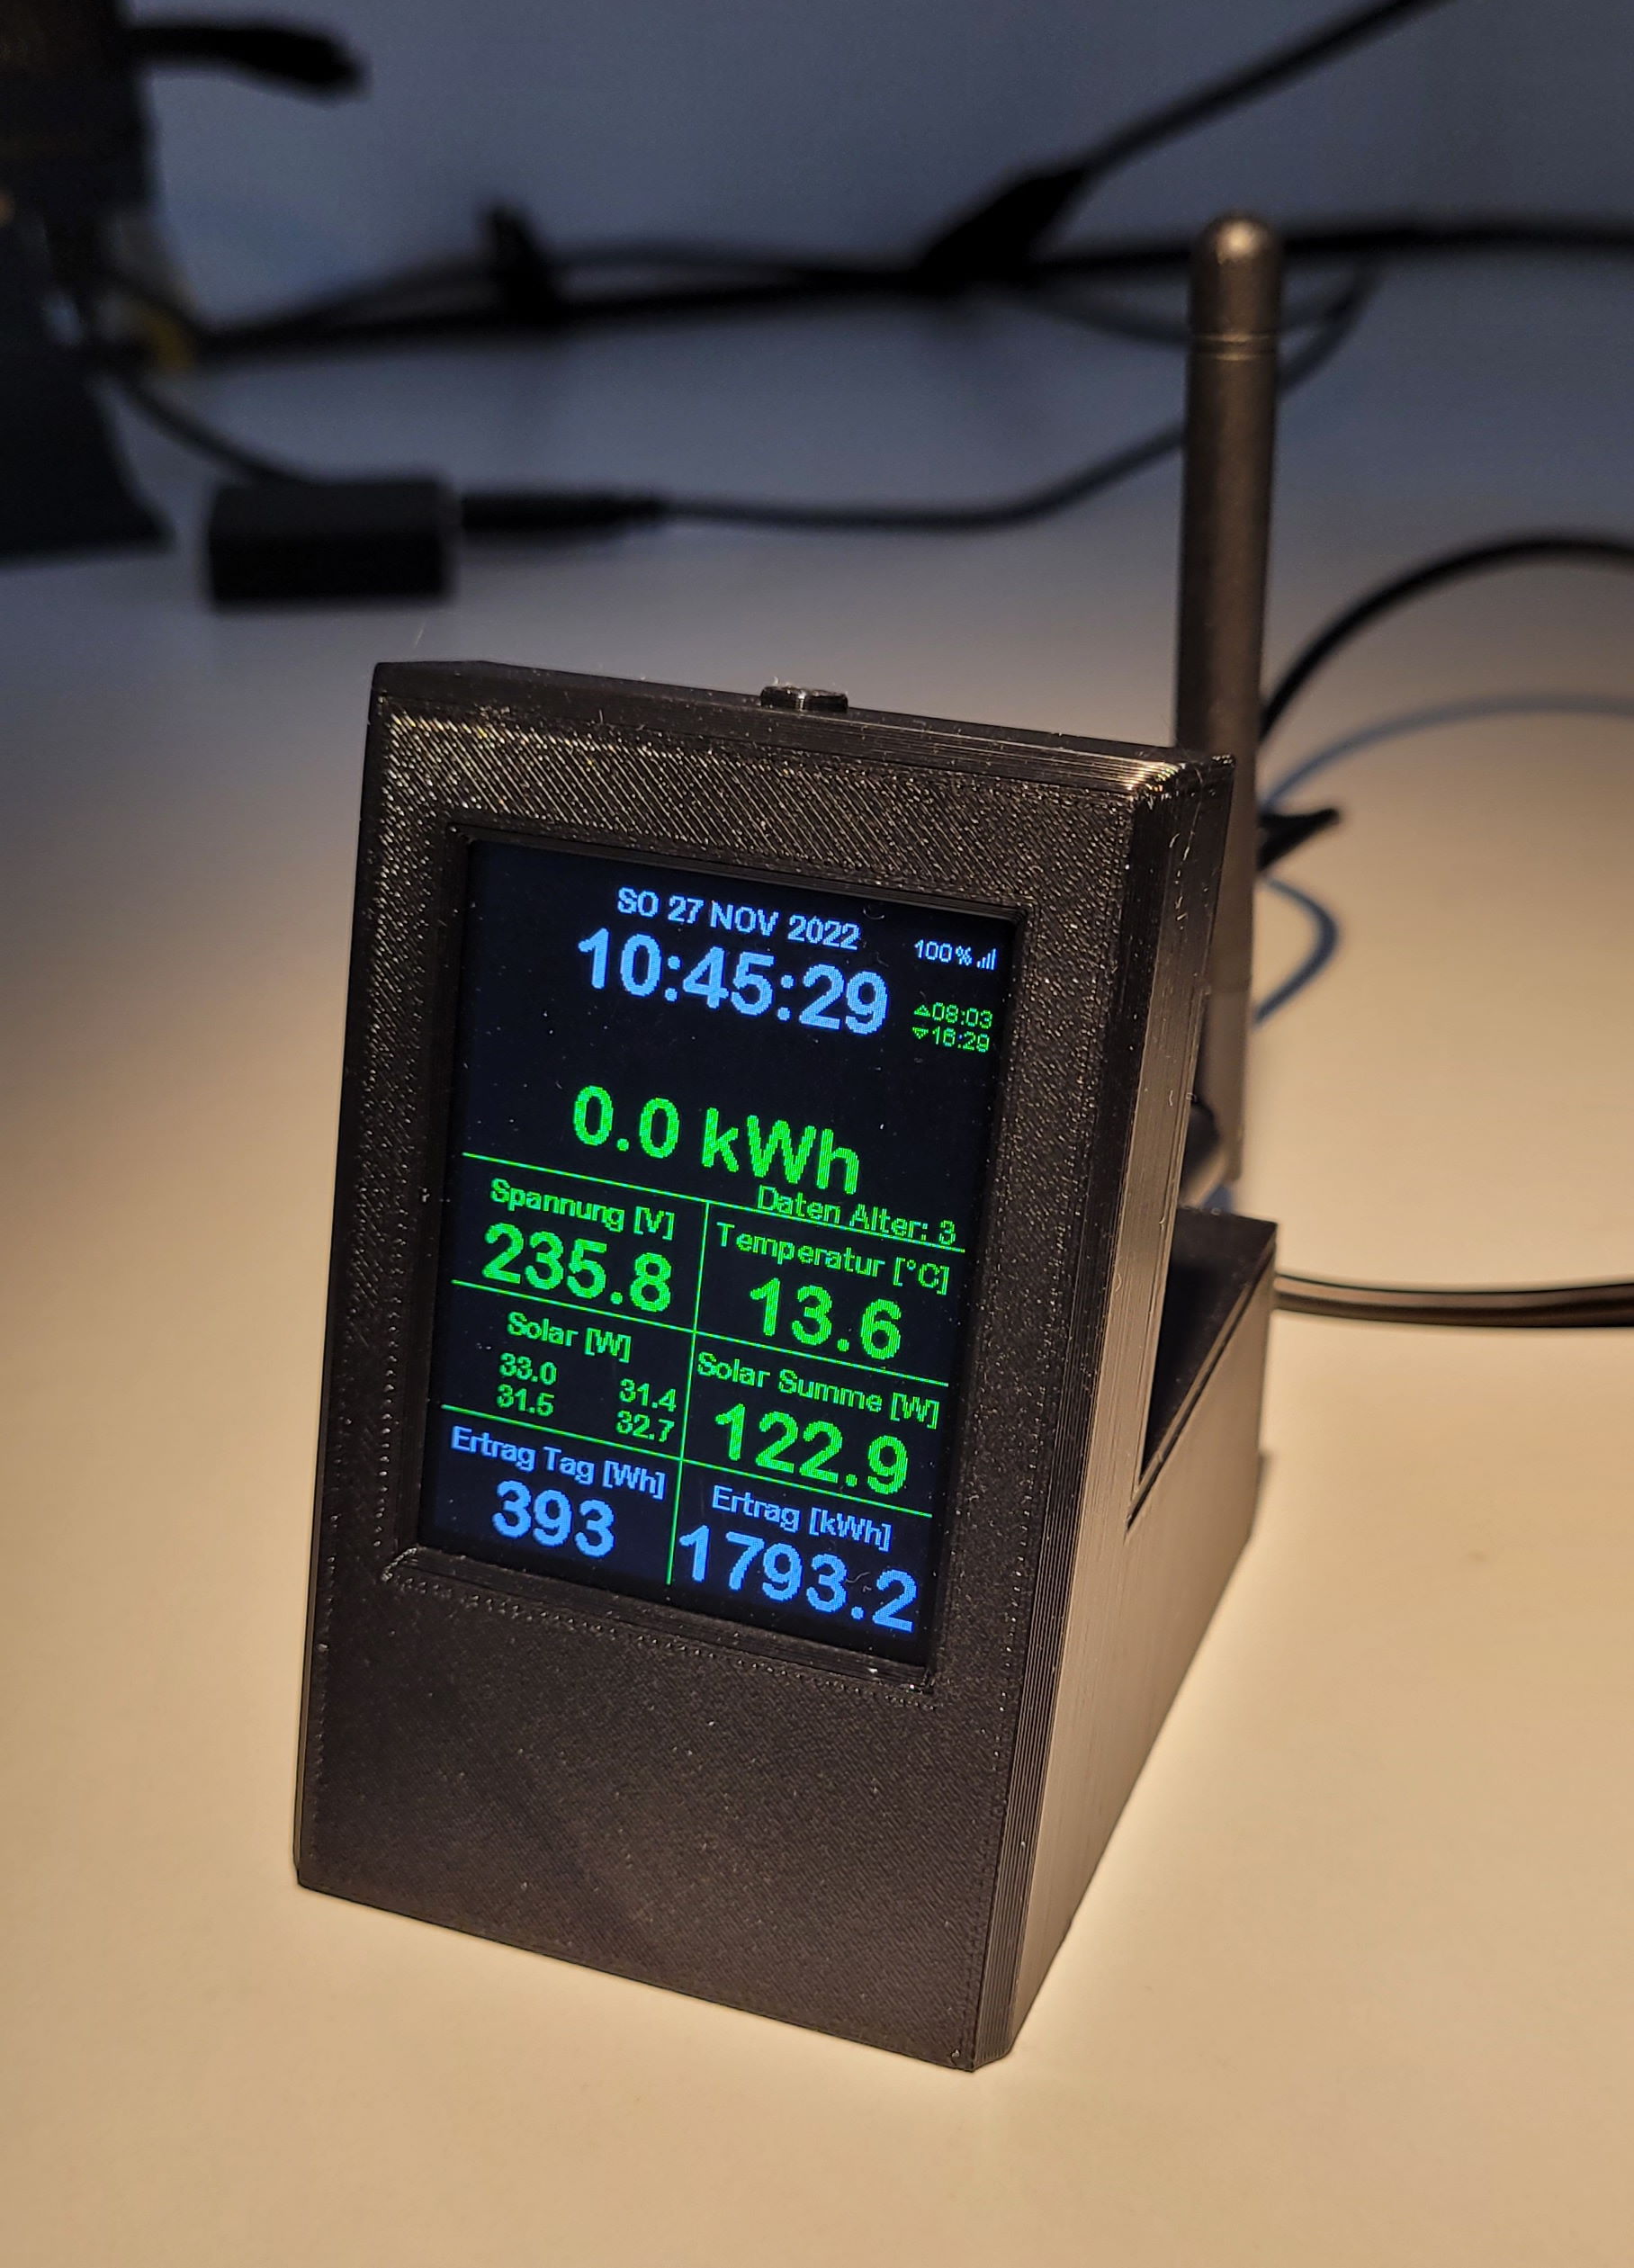 SO 27 NOV 2022
100%
10:45:29
08:03
16:29
0.0 kWh
Daten Alter: 3
Spannung [V]
235.8
Temperatur [°C]
13.6
Solar [W]
33.0 31.4
31.5 32.7
Solar Summe [W]
122.9
Ertrag Tag [Wh]
393
Ertrag [kWh]
1793.2